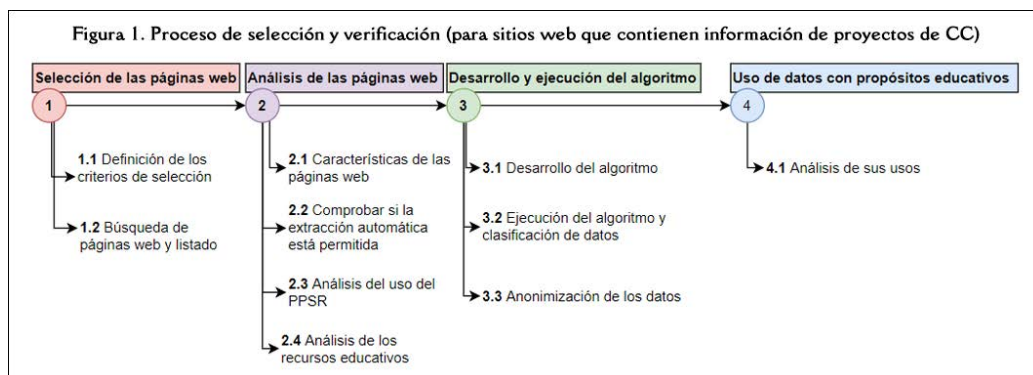 Figura 1. Proceso de selección y verificación (para sitios web que contienen información de proyectos de CC)
Selección de las páginas web
1
1.1 Definición de los
criterios de selección
1.2 Búsqueda de
páginas web y listado
Análisis de las páginas web
2
2.1 Características de las
páginas web
2.2 Comprobar si la
extracción automática
está permitida
2.3 Análisis del uso del
PPSR
2.4 Análisis de los
recursos educativos
Desarrollo y ejecución del algoritmo
3
3.1 Desarrollo del algoritmo
3.2 Ejecución del algoritmo y
clasificación de datos
3.3 Anonimización de los datos
Uso de datos con propósitos educativos
4
4.1 Análisis de sus usos